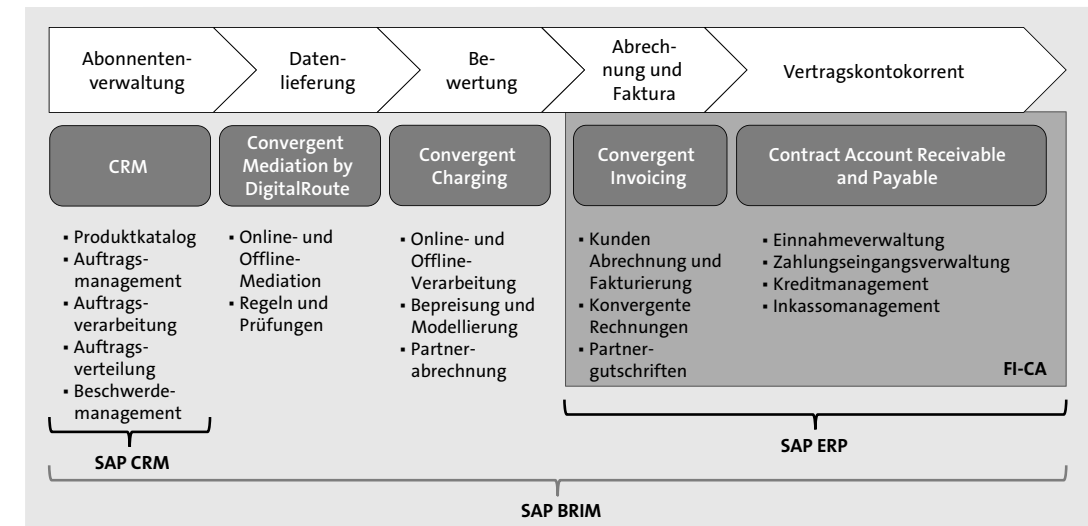 Abonnenten-
verwaltung
Daten-
lieferung
Be-
wertung
Abrech-
nung und
Faktura
Vertragskontokorrent
CRM
Convergent
Mediation by
DigitalRoute
Convergent
Charging
Convergent
Invoicing
Contract Account Receivable
and Payable
▪ Produktkatalog
▪ Auftrags-
management
▪ Auftrags-
verarbeitung
▪ Auftrags-
verteilung
▪ Beschwerde-
management
▪ Online- und
Offline-
Mediation
▪ Regeln und
Prüfungen
▪ Online- und
Offline-
Verarbeitung
▪ Bepreisung und
Modellierung
▪ Partner-
abrechnung
▪ Kunden
Abrechnung und
Fakturierung
▪ Konvergente
Rechnungen
▪ Partner-
gutschriften
▪ Einnahmeverwaltung
▪ Zahlungseingangsverwaltung
▪ Kreditmanagement
▪ Inkassomanagement
FI-CA
SAP CRM
SAP ERP
SAP BRIM